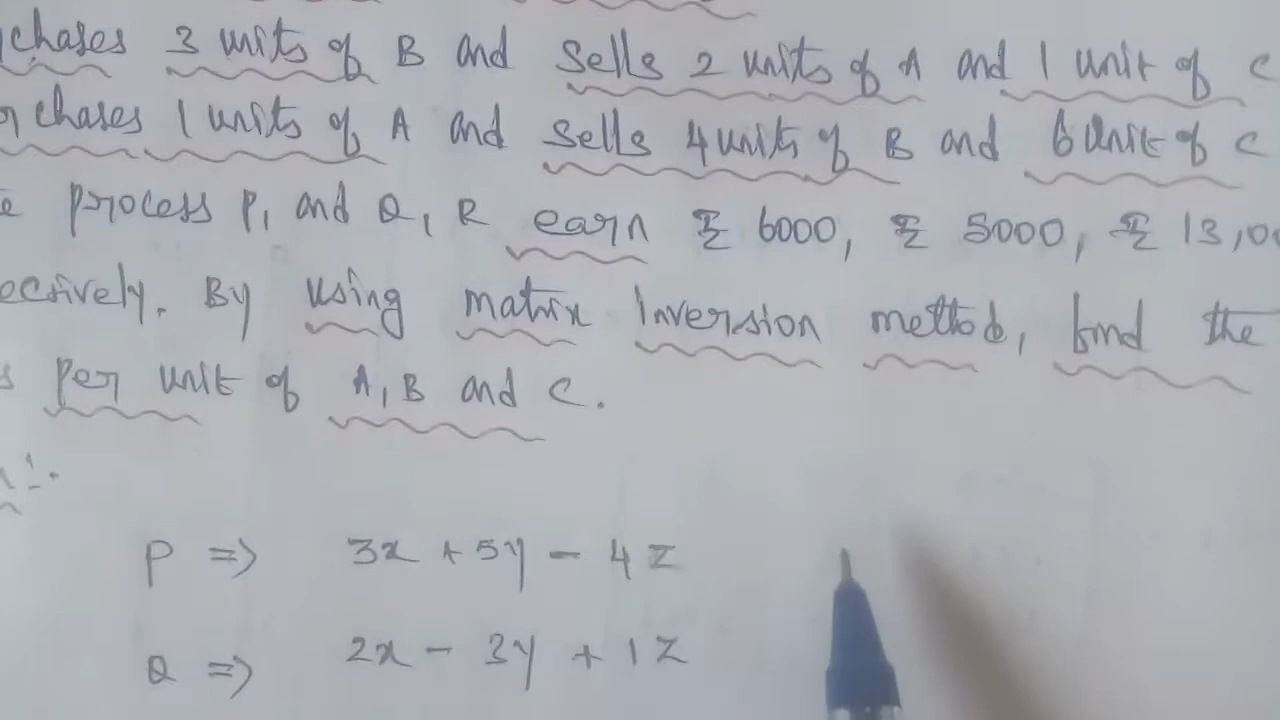 chases 3 units of B and sells 2 units of A and 1 unit of C
chases 1 units of A and sells 4 units of B and 6 unit of C
process P, and Q, R earn ₹ 6000, ₹ 5000, ₹ 13,0
ectively. By using matrix inversion method, find the
s per unit of A, B and C.
P => 3x + 5y - 4z
Q => 2x - 3y + 1z